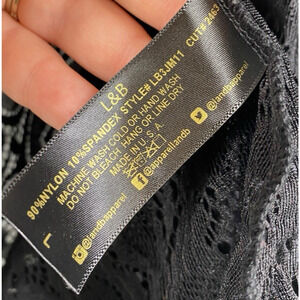 L&B
90%NYLON 10%SPANDEX STYLE# LB3JM11 CUT# 2463
MACHINE WASH COLD OR HAND WASH
DO NOT BLEACH, HANG OR LINE DRY
MADE IN U.S.A.
@landbapparel
@apparellandb
@landbapparel
L